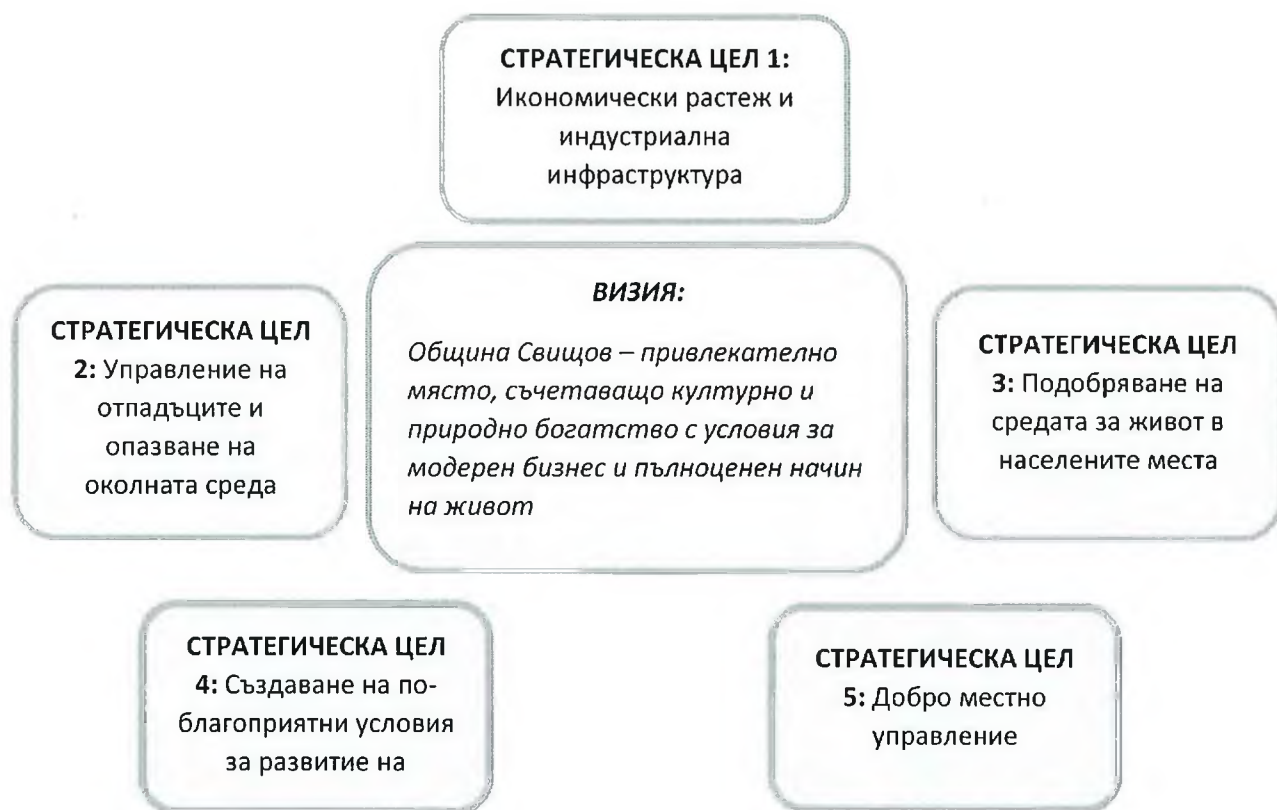 СТРАТЕГИЧЕСКА ЦЕЛ 1:
Икономически растеж и
индустриална
инфраструктура
ВИЗИЯ:
Община Свищов – привлекателно
място, съчетаващо културно и
природно богатство с условия за
модерен бизнес и пълноценен начин
на живот
СТРАТЕГИЧЕСКА ЦЕЛ
2: Управление на
отпадъците и
опазване на
околната среда
СТРАТЕГИЧЕСКА ЦЕЛ
3: Подобряване на
средата за живот в
населените места
СТРАТЕГИЧЕСКА ЦЕЛ
4: Създаване на по-
благоприятни условия
за развитие на
СТРАТЕГИЧЕСКА ЦЕЛ
5: Добро местно
управление